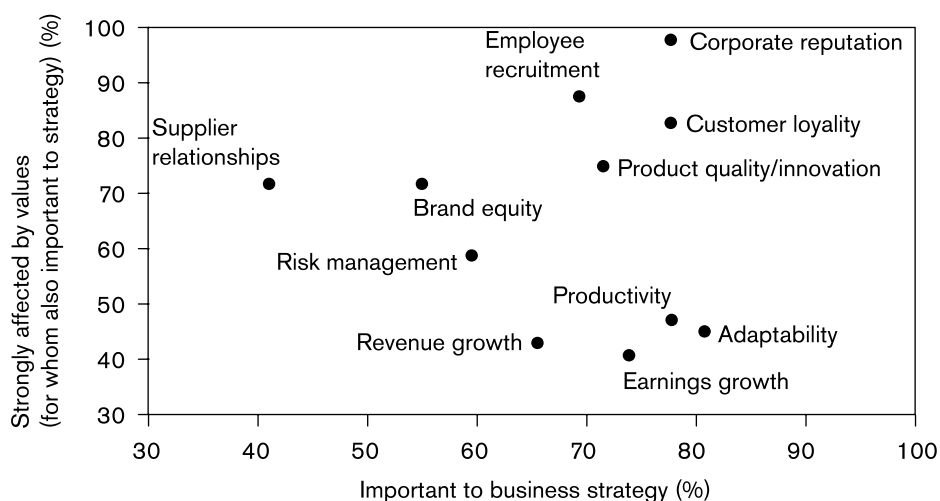 Strongly affected by values
(for whom also important to strategy) (%)
100
90
80
70
60
50
40
30
Employee
recruitment
Corporate reputation
Supplier
relationships
Customer loyality
Product quality/innovation
Brand equity
Risk management
Productivity
Revenue growth
Adaptability
Earnings growth
30
40
50
60
70
80
90
100
Important to business strategy (%)